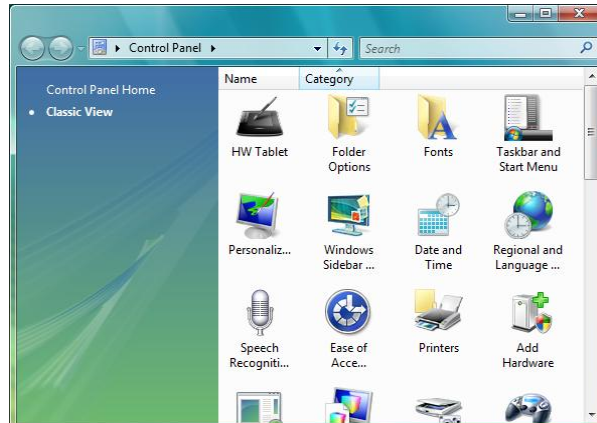 Control Panel
Search
Control Panel Home
Classic View
Name Category
HW Tablet
Folder
Options
Fonts
Taskbar and
Start Menu
Personaliz...
Windows
Sidebar ...
Date and
Time
Regional and
Language ...
Speech
Recogniti...
Ease of
Acce...
Printers
Add
Hardware